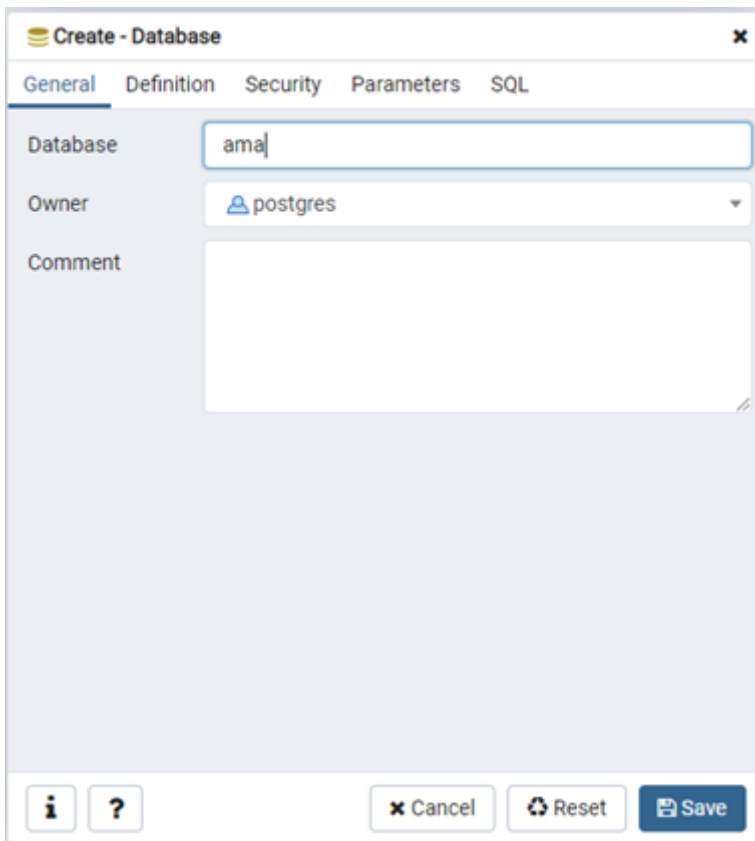 Create - Database
General Definition Security Parameters SQL
Database ama
Owner postgres
Comment
i ? Cancel Reset Save